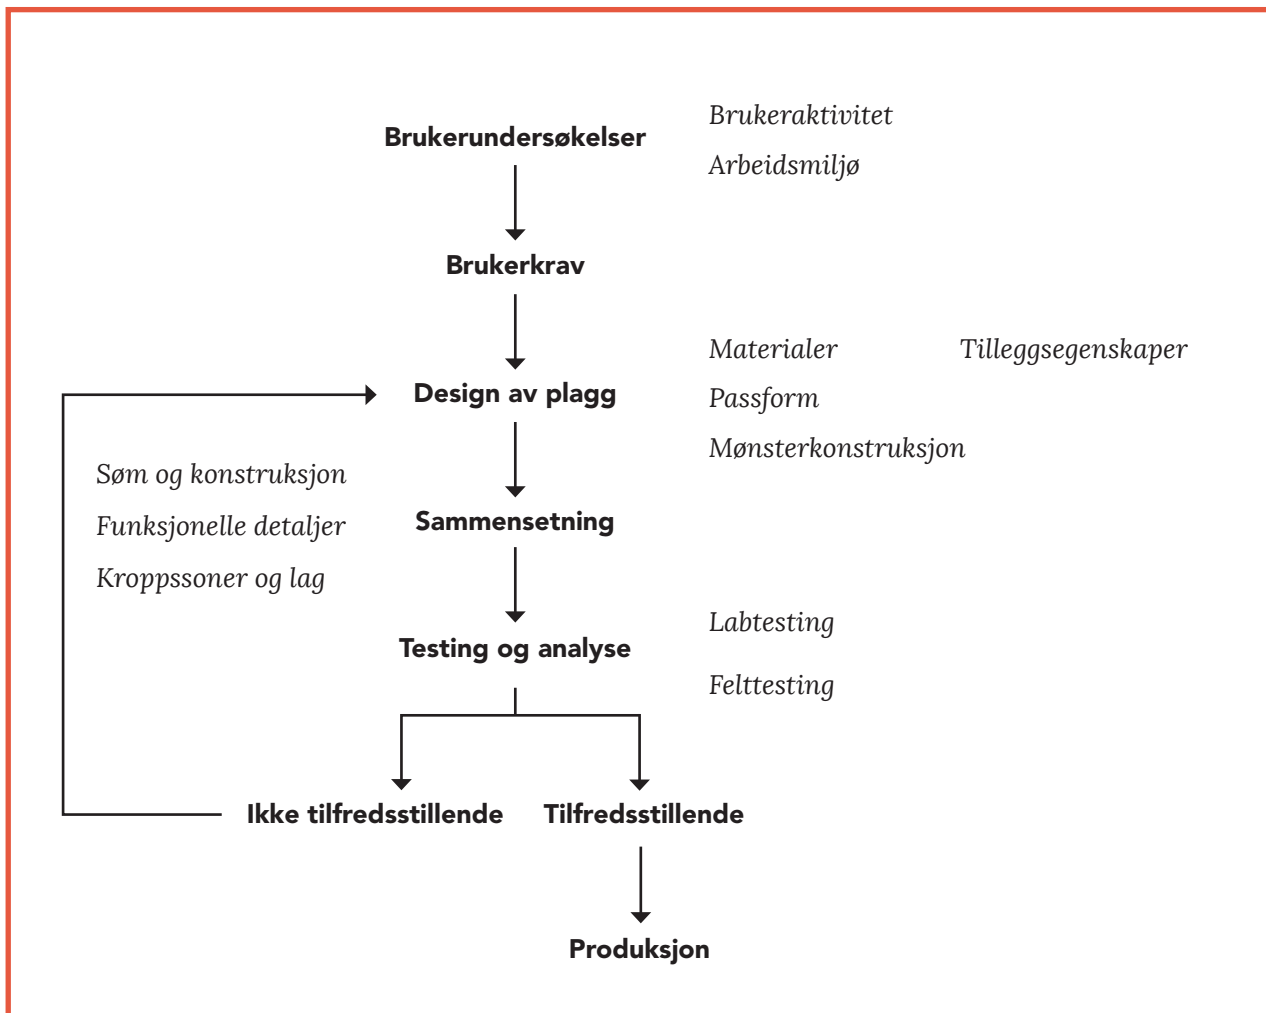 Brukerundersøkelser
Brukeraktivitet
Arbeidsmiljø
Brukerkrav
Design av plagg
Materialer
Tilleggsegenskaper
Passform
Mønsterkonstruksjon
Søm og konstruksjon
Funksjonelle detaljer
Kroppssoner og lag
Sammensetning
Testing og analyse
Labtesting
Felttesting
Ikke tilfredsstillende
Tilfredsstillende
Produksjon